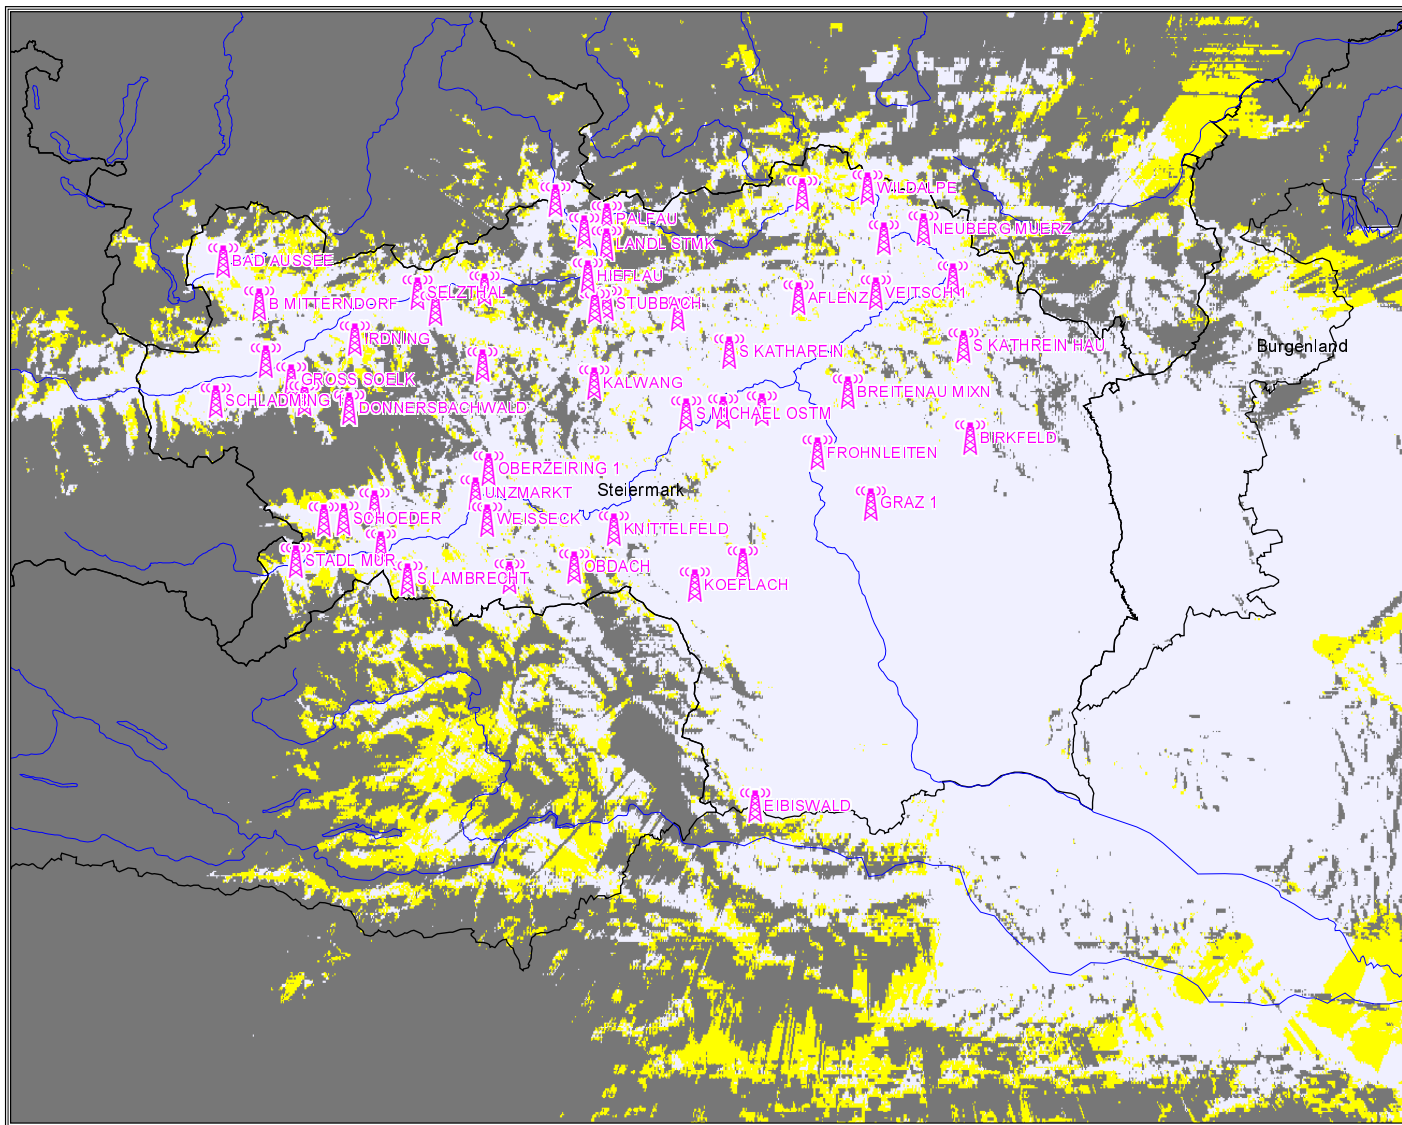 WILDALPE
PALFAU
NEUBERG MUERZ
LANDL STMK
BAD AUSSEE
HIEFLAU
SELZTHAL
B MITTERNDORF
AFLENZ
VEITSCH 1
STUBBACH
IRDNING
S KATHAREIN
S KATHREIN HAU
Burgenland
GROSS SOELK
KALWANG
SCHLADMING 1
DONNERSBACHWALD
BREITENAU MIXN
S MICHAEL OSTM
BIRKFELD
FROHNLEITEN
OBERZEIRING 1
UNZMARKT
Steiermark
GRAZ 1
SCHOEDER
WEISSECK
KNITTELFELD
STADL MUR
OBDACH
S LAMBRECHT
KOEFLACH
EIBISWALD